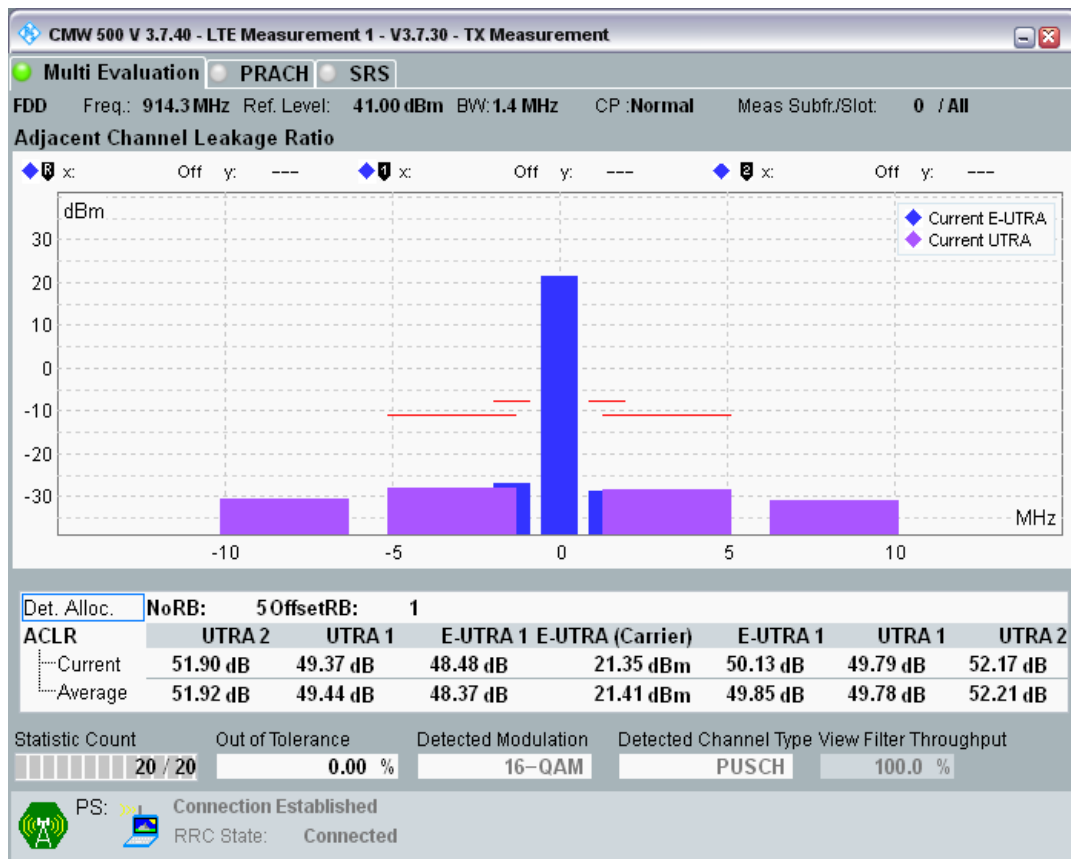 CMW 500 V 3.7.40 - LTE Measurement 1 - V3.7.30 - TX Measurement
Multi Evaluation PRACH SRS
FDD Freq.: 914.3 MHz Ref. Level: 41.00 dBm BW: 1.4 MHz CP :Normal Meas Subfr./Slot: 0 / All
Adjacent Channel Leakage Ratio
R x: Off y: --- 1 x: Off y: --- 2 x: Off y: ---
dBm
Current E-UTRA
Current UTRA
30
20
10
0
-10
-20
-30
MHz
-10 -5 0 5 10
Det. Alloc. NoRB: 5 OffsetRB: 1
ACLR UTRA 2 UTRA 1 E-UTRA 1 E-UTRA (Carrier) E-UTRA 1 UTRA 1 UTRA 2
Current 51.90 dB 49.37 dB 48.48 dB 21.35 dBm 50.13 dB 49.79 dB 52.17 dB
Average 51.92 dB 49.44 dB 48.37 dB 21.41 dBm 49.85 dB 49.78 dB 52.21 dB
Statistic Count Out of Tolerance Detected Modulation Detected Channel Type View Filter Throughput
20 / 20 0.00 % 16-QAM PUSCH 100.0 %
PS: Connection Established
RRC State: Connected